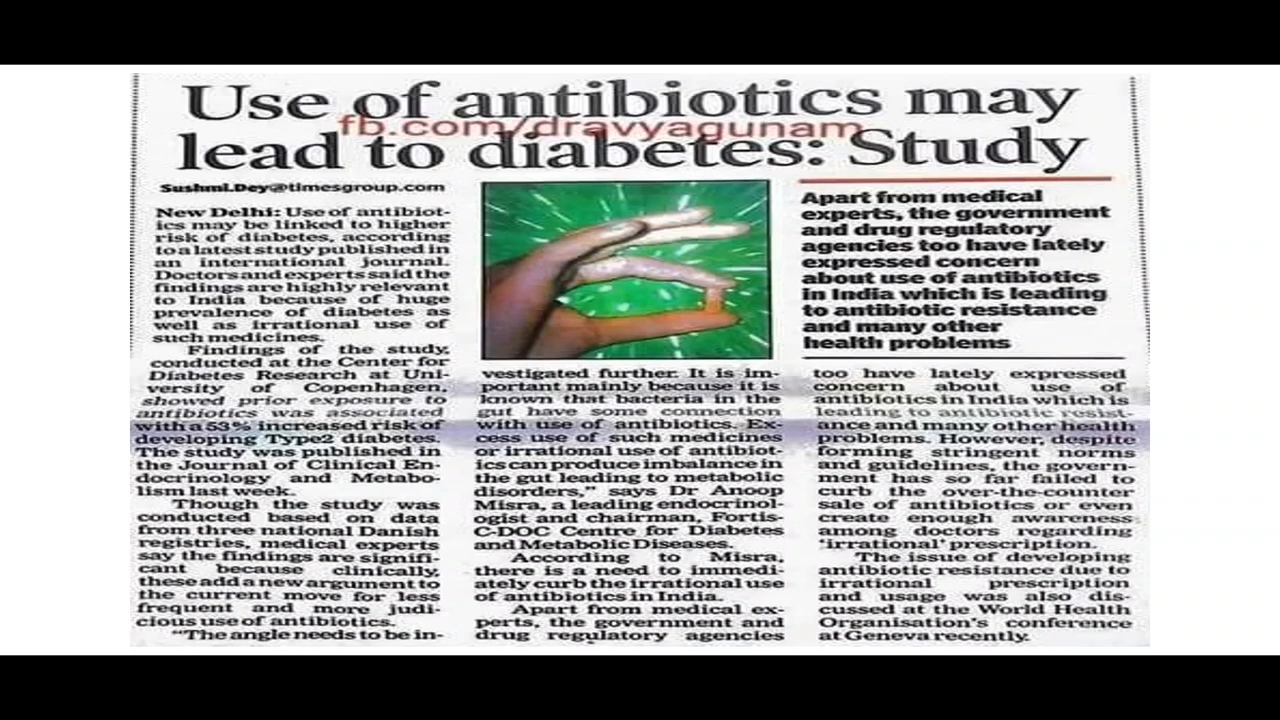 Use of antibiotics may
fb.com/dravyagunam
lead to diabetes: Study
Sushmi.Dey@timesgroup.com
New Delhi: Use of antibiot-
ics may be linked to higher
risk of diabetes, according
to a latest study published in
an international journal.
Doctors and experts said the
findings are highly relevant
to India because of huge
prevalence of diabetes as
well as irrational use of
such medicines.
Findings of the study,
conducted at the Center for
Diabetes Research at Uni-
versity of Copenhagen,
showed prior exposure to
antibiotics was associated
with a 53% increased risk of
developing Type2 diabetes.
The study was published in
the Journal of Clinical En-
docrinology and Metabo-
lism last week.
Though the study was
conducted based on data
from three national Danish
registries, medical experts
say the findings are signifi-
cant because clinically,
these add a new argument to
the current move for less
frequent and more judi-
cious use of antibiotics.
"The angle needs to be in-
vestigated further. It is im-
portant mainly because it is
known that bacteria in the
gut have some connection
with use of antibiotics. Ex-
cess use of such medicines
or irrational use of antibiot-
ics can produce imbalance in
the gut leading to metabolic
disorders," says Dr Anoop
Misra, a leading endocrinol-
ogist and chairman, Fortis-
C-DOC Centre for Diabetes
and Metabolic Diseases.
According to Misra,
there is a need to immedi-
ately curb the irrational use
of antibiotics in India.
Apart from medical ex-
perts, the government and
drug regulatory agencies
Apart from medical
experts, the government
and drug regulatory
agencies too have lately
expressed concern
about use of antibiotics
in India which is leading
to antibiotic resistance
and many other
health problems
too have lately expressed
concern about use of
antibiotics in India which is
leading to antibiotic resist-
ance and many other health
problems. However, despite
forming stringent norms
and guidelines, the govern-
ment has so far failed to
curb the over-the-counter
sale of antibiotics or even
create enough awareness
among doctors regarding
'irrational' prescription.
The issue of developing
antibiotic resistance due to
irrational prescription
and usage was also dis-
cussed at the World Health
Organisation's conference
at Geneva recently.